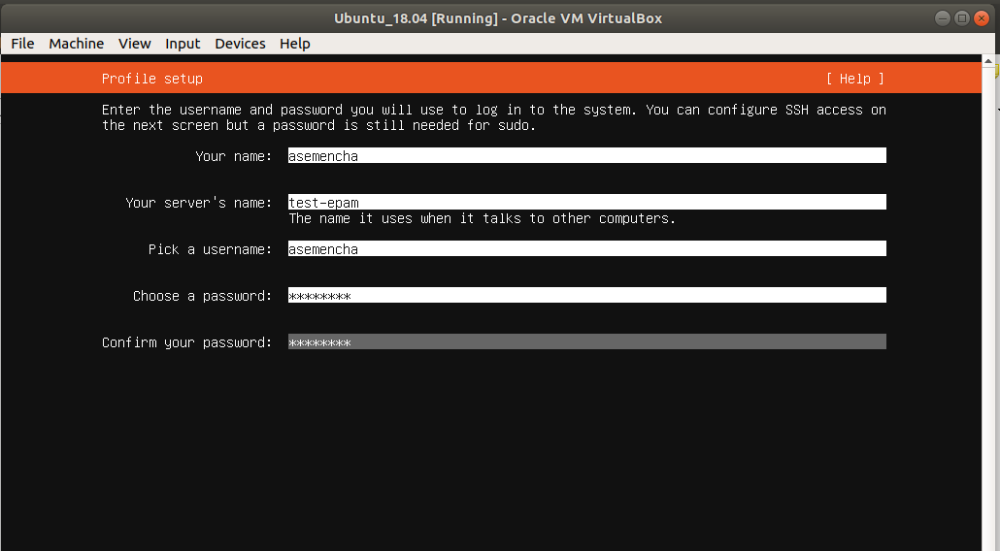 Ubuntu_18.04 [Running] - Oracle VM VirtualBox
File Machine View Input Devices Help
Profile setup [ Help ]
Enter the username and password you will use to log in to the system. You can configure SSH access on
the next screen but a password is still needed for sudo.
Your name: asemencha
Your server's name: test-epam
The name it uses when it talks to other computers.
Pick a username: asemencha
Choose a password: ********
Confirm your password: ********